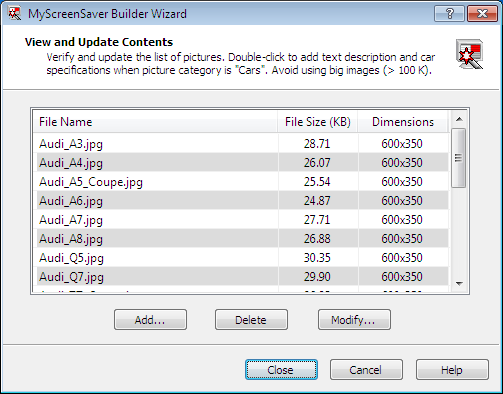 MyScreenSaver Builder Wizard
View and Update Contents
Verify and update the list of pictures. Double-click to add text description and car
specifications when picture category is "Cars". Avoid using big images (> 100 K).
File Name File Size (KB) Dimensions
Audi_A3.jpg 28.71 600x350
Audi_A4.jpg 26.07 600x350
Audi_A5_Coupe.jpg 25.54 600x350
Audi_A6.jpg 24.87 600x350
Audi_A7.jpg 27.71 600x350
Audi_A8.jpg 26.88 600x350
Audi_Q5.jpg 30.35 600x350
Audi_Q7.jpg 29.90 600x350
Add... Delete Modify...
Close Cancel Help